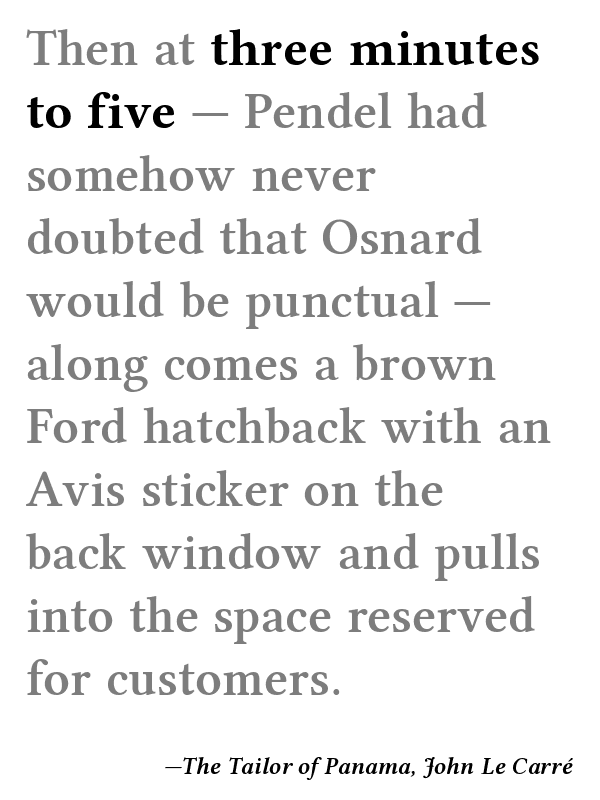 Then at three minutes
to five — Pendel had
somehow never
doubted that Osnard
would be punctual —
along comes a brown
Ford hatchback with an
Avis sticker on the
back window and pulls
into the space reserved
for customers.
—The Tailor of Panama, John Le Carré